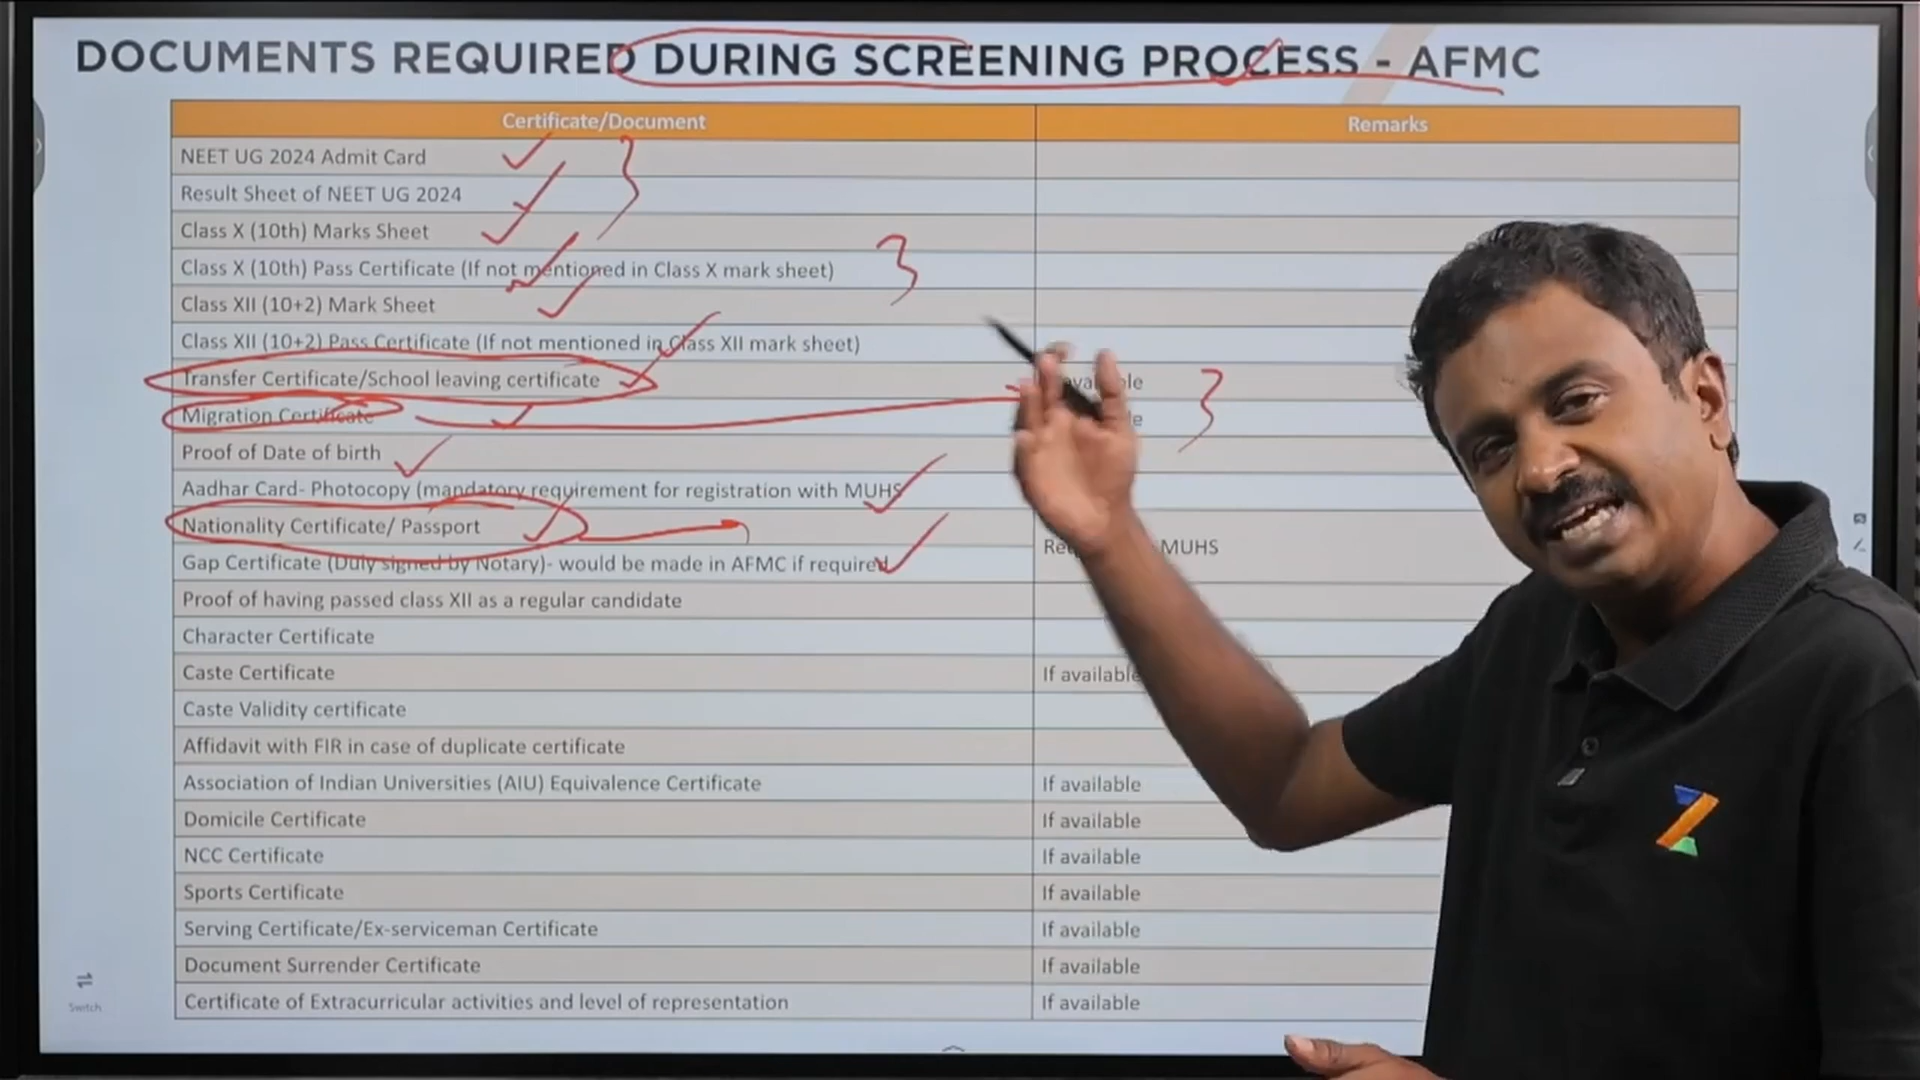 DOCUMENTS REQUIRED DURING SCREENING PROCESS - AFMC
Certificate/Document Remarks
NEET UG 2024 Admit Card
Result Sheet of NEET UG 2024
Class X (10th) Marks Sheet
Class X (10th) Pass Certificate (If not mentioned in Class X mark sheet)
Class XII (10+2) Mark Sheet
Class XII (10+2) Pass Certificate (If not mentioned in Class XII mark sheet)
Transfer Certificate/School leaving certificate
Migration Certificate
Proof of Date of birth
Aadhar Card- Photocopy (mandatory requirement for registration with MUHS
Nationality Certificate/ Passport
MUHS
Gap Certificate (Duly signed by Notary)- would be made in AFMC if required
Proof of having passed class XII as a regular candidate
Character Certificate
Caste Certificate If available
Caste Validity certificate
Affidavit with FIR in case of duplicate certificate
Association of Indian Universities (AIU) Equivalence Certificate If available
Domicile Certificate If available
NCC Certificate If available
Sports Certificate If available
Serving Certificate/Ex-serviceman Certificate If available
Document Surrender Certificate If available
Certificate of Extracurricular activities and level of representation If available
Switch